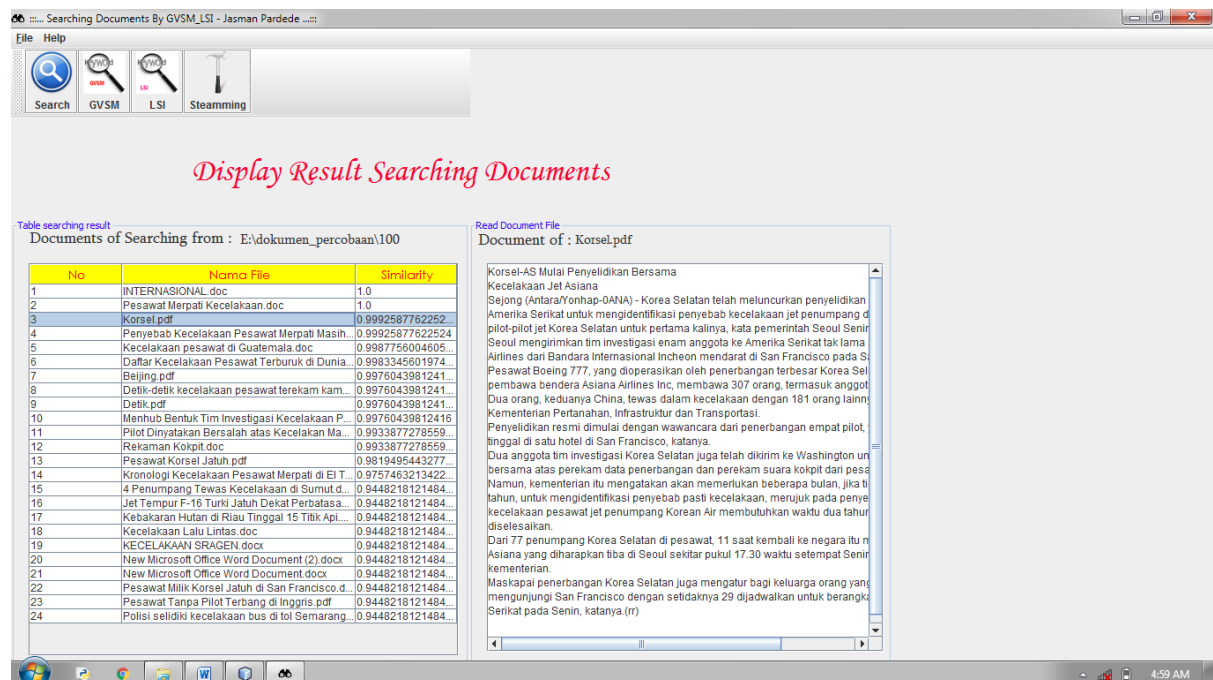 ::... Searching Documents By GVSM_LSI - Jasman Pardede ...::
File Help
Search GVSM LSI Steamming
Display Result Searching Documents
Table searching result
Documents of Searching from : E:\dokumen_percobaan\100
No Nama File Similarity
1 INTERNASIONAL.doc 1.0
2 Pesawat Merpati Kecelakaan.doc 1.0
3 Korsel.pdf 0.9992587762252...
4 Penyebab Kecelakaan Pesawat Merpati Masih... 0.99925877622524
5 Kecelakaan pesawat di Guatemala.doc 0.9987756004605...
6 Daftar Kecelakaan Pesawat Terburuk di Dunia... 0.9983345601974...
7 Beijing.pdf 0.9976043981241...
8 Detik-detik kecelakaan pesawat terekam kam... 0.9976043981241...
9 Detik.pdf 0.9976043981241...
10 Menhub Bentuk Tim Investigasi Kecelakaan P... 0.99760439812416
11 Pilot Dinyatakan Bersalah atas Kecelakan Ma... 0.9933877278559...
12 Rekaman Kokpit.doc 0.9933877278559...
13 Pesawat Korsel Jatuh.pdf 0.9819495443277...
14 Kronologi Kecelakaan Pesawat Merpati di El T... 0.9757463213422...
15 4 Penumpang Tewas Kecelakaan di Sumut.d... 0.9448218121484...
16 Jet Tempur F-16 Turki Jatuh Dekat Perbatasa... 0.9448218121484...
17 Kebakaran Hutan di Riau Tinggal 15 Titik Api.... 0.9448218121484...
18 Kecelakaan Lalu Lintas.doc 0.9448218121484...
19 KECELAKAAN SRAGEN.docx 0.9448218121484...
20 New Microsoft Office Word Document (2).docx 0.9448218121484...
21 New Microsoft Office Word Document.docx 0.9448218121484...
22 Pesawat Milik Korsel Jatuh di San Francisco.d... 0.9448218121484...
23 Pesawat Tanpa Pilot Terbang di Inggris.pdf 0.9448218121484...
24 Polisi selidiki kecelakaan bus di tol Semarang... 0.9448218121484...
Read Document File
Document of : Korsel.pdf
Korsel-AS Mulai Penyelidikan Bersama
Kecelakaan Jet Asiana
Sejong (Antara/Yonhap-0ANA) - Korea Selatan telah meluncurkan penyelidikan
Amerika Serikat untuk mengidentifikasi penyebab kecelakaan jet penumpang d
pilot-pilot jet Korea Selatan untuk pertama kalinya, kata pemerintah Seoul Senir
Seoul mengirimkan tim investigasi enam anggota ke Amerika Serikat tak lama
Airlines dari Bandara Internasional Incheon mendarat di San Francisco pada Sa
Pesawat Boeing 777, yang dioperasikan oleh penerbangan terbesar Korea Sel
pembawa bendera Asiana Airlines Inc, membawa 307 orang, termasuk anggot
Dua orang, keduanya China, tewas dalam kecelakaan dengan 181 orang lainny
Kementerian Pertanahan, Infrastruktur dan Transportasi.
Penyelidikan resmi dimulai dengan wawancara dari penerbangan empat pilot,
tinggal di satu hotel di San Francisco, katanya.
Dua anggota tim investigasi Korea Selatan juga telah dikirim ke Washington un
bersama atas perekam data penerbangan dan perekam suara kokpit dari pesa
Namun, kementerian itu mengatakan akan memerlukan beberapa bulan, jika ti
tahun, untuk mengidentifikasi penyebab pasti kecelakaan, merujuk pada penye
kecelakaan pesawat jet penumpang Korean Air membutuhkan waktu dua tahur
diselesaikan.
Dari 77 penumpang Korea Selatan di pesawat, 11 saat kembali ke negara itu m
Asiana yang diharapkan tiba di Seoul sekitar pukul 17.30 waktu setempat Senir
kementerian.
Maskapai penerbangan Korea Selatan juga mengatur bagi keluarga orang yang
mengunjungi San Francisco dengan setidaknya 29 dijadwalkan untuk berangka
Serikat pada Senin, katanya.(rr)
4:59 AM